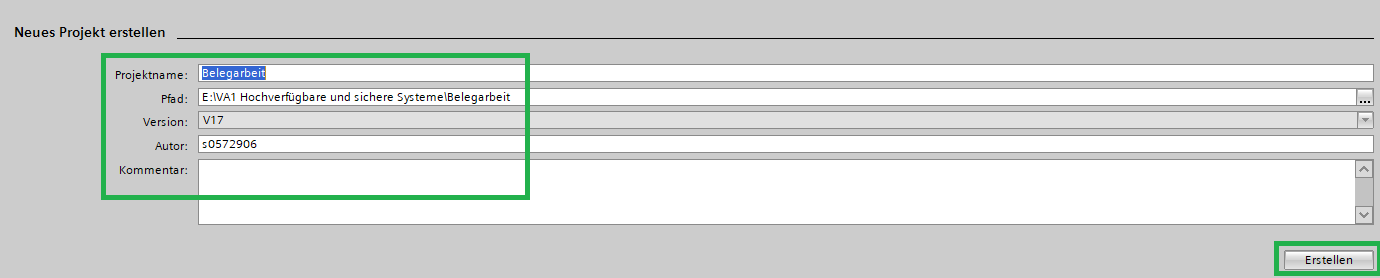 Neues Projekt erstellen
Projektname: Belegarbeit
Pfad: E:\VA1 Hochverfügbare und sichere Systeme\Belegarbeit ...
Version: V17
Autor: s0572906
Kommentar:
Erstellen